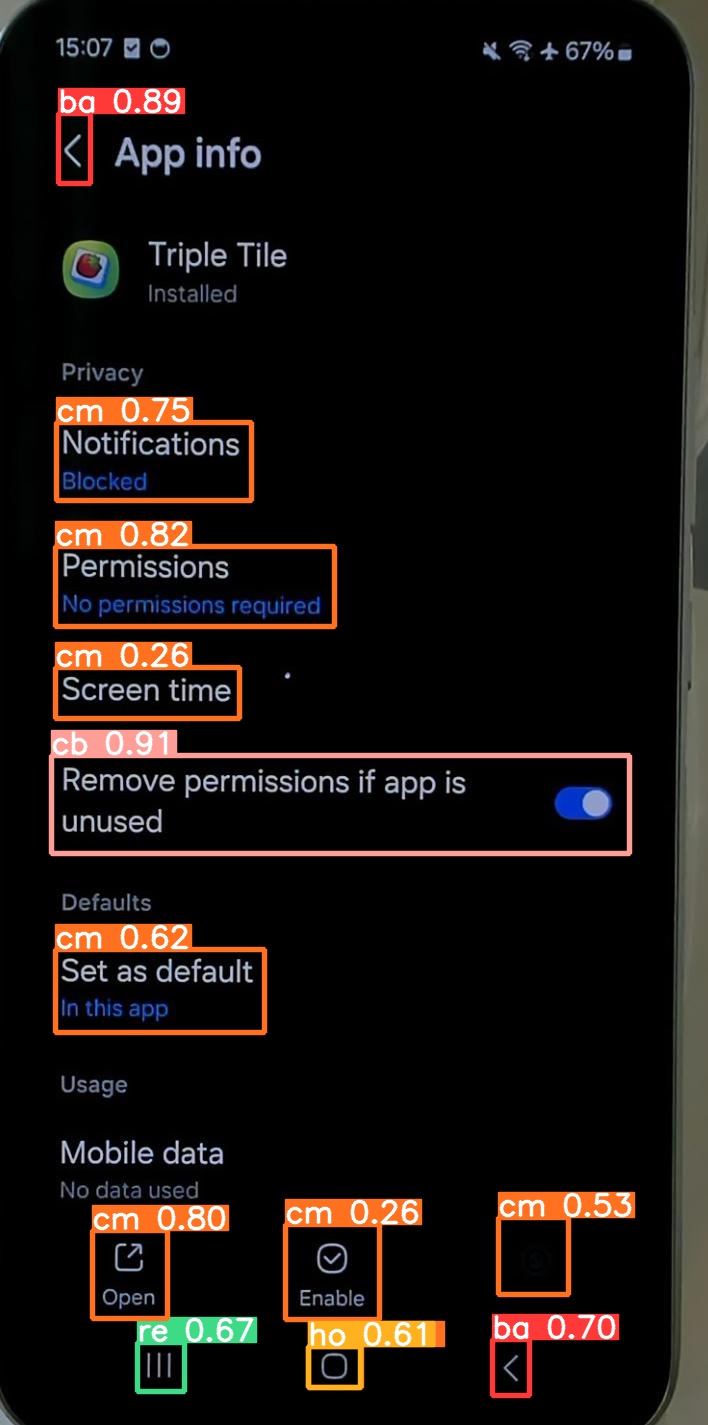 15:07
67%
ba 0.89
App info
Triple Tile
Installed
Privacy
cm 0.75
Notifications
Blocked
cm 0.82
Permissions
No permissions required
cm 0.26
Screen time
cb 0.91
Remove permissions if app is
unused
Defaults
cm 0.62
Set as default
In this app
Usage
Mobile data
No data used
cm 0.80
cm 0.26
cm 0.53
Open
Enable
re 0.67
ho 0.61
ba 0.70